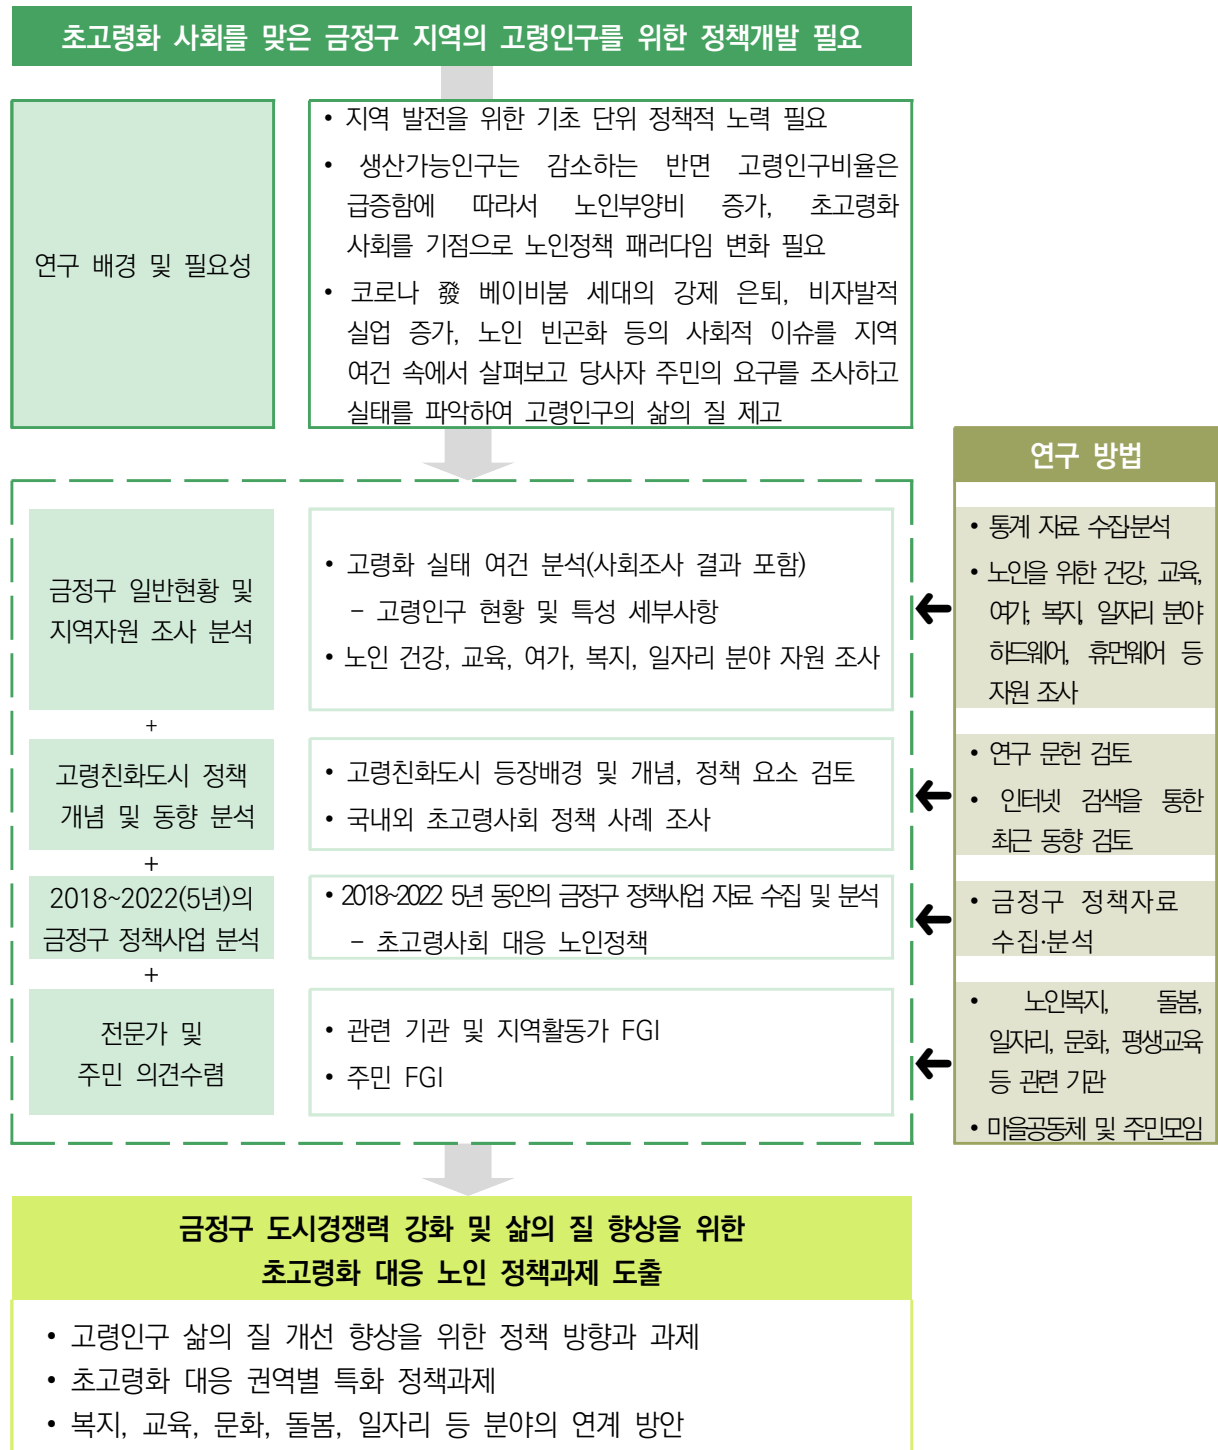 초고령화 사회를 맞은 금정구 지역의 고령인구를 위한 정책개발 필요
연구 배경 및 필요성
• 지역 발전을 위한 기초 단위 정책적 노력 필요
• 생산가능인구는 감소하는 반면 고령인구비율은
급증함에 따라서 노인부양비 증가, 초고령화
사회를 기점으로 노인정책 패러다임 변화 필요
• 코로나 發 베이비붐 세대의 강제 은퇴, 비자발적
실업 증가, 노인 빈곤화 등의 사회적 이슈를 지역
여건 속에서 살펴보고 당사자 주민의 요구를 조사하고
실태를 파악하여 고령인구의 삶의 질 제고
금정구 일반현황 및
지역자원 조사 분석
• 고령화 실태 여건 분석(사회조사 결과 포함)
- 고령인구 현황 및 특성 세부사항
• 노인 건강, 교육, 여가, 복지, 일자리 분야 자원 조사
+
고령친화도시 정책
개념 및 동향 분석
• 고령친화도시 등장배경 및 개념, 정책 요소 검토
• 국내외 초고령사회 정책 사례 조사
+
2018~2022(5년)의
금정구 정책사업 분석
• 2018~2022 5년 동안의 금정구 정책사업 자료 수집 및 분석
- 초고령사회 대응 노인정책
+
전문가 및
주민 의견수렴
• 관련 기관 및 지역활동가 FGI
• 주민 FGI
연구 방법
• 통계 자료 수집·분석
• 노인을 위한 건강, 교육,
여가, 복지, 일자리 분야
하드웨어, 휴먼웨어 등
자원 조사
• 연구 문헌 검토
• 인터넷 검색을 통한
최근 동향 검토
• 금정구 정책자료
수집·분석
• 노인복지, 돌봄,
일자리, 문화, 평생교육
등 관련 기관
• 마을공동체 및 주민모임
금정구 도시경쟁력 강화 및 삶의 질 향상을 위한
초고령화 대응 노인 정책과제 도출
• 고령인구 삶의 질 개선 향상을 위한 정책 방향과 과제
• 초고령화 대응 권역별 특화 정책과제
• 복지, 교육, 문화, 돌봄, 일자리 등 분야의 연계 방안